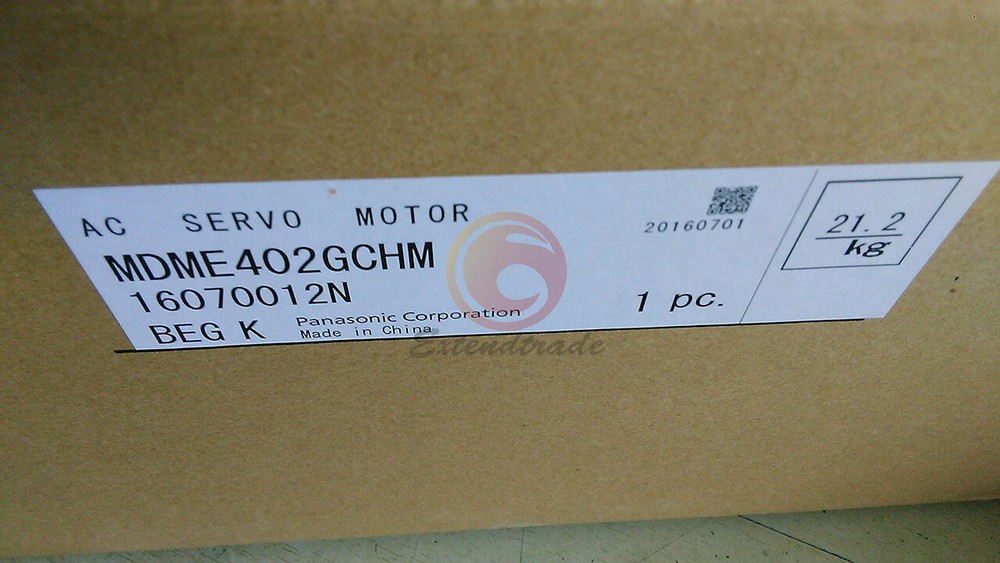 AC SERVO MOTOR
20160701
MDME402GCHM
16070012N
BEG K
Panasonic Corporation
Made in China
1 pc.
21.2
kg
Extendtrade